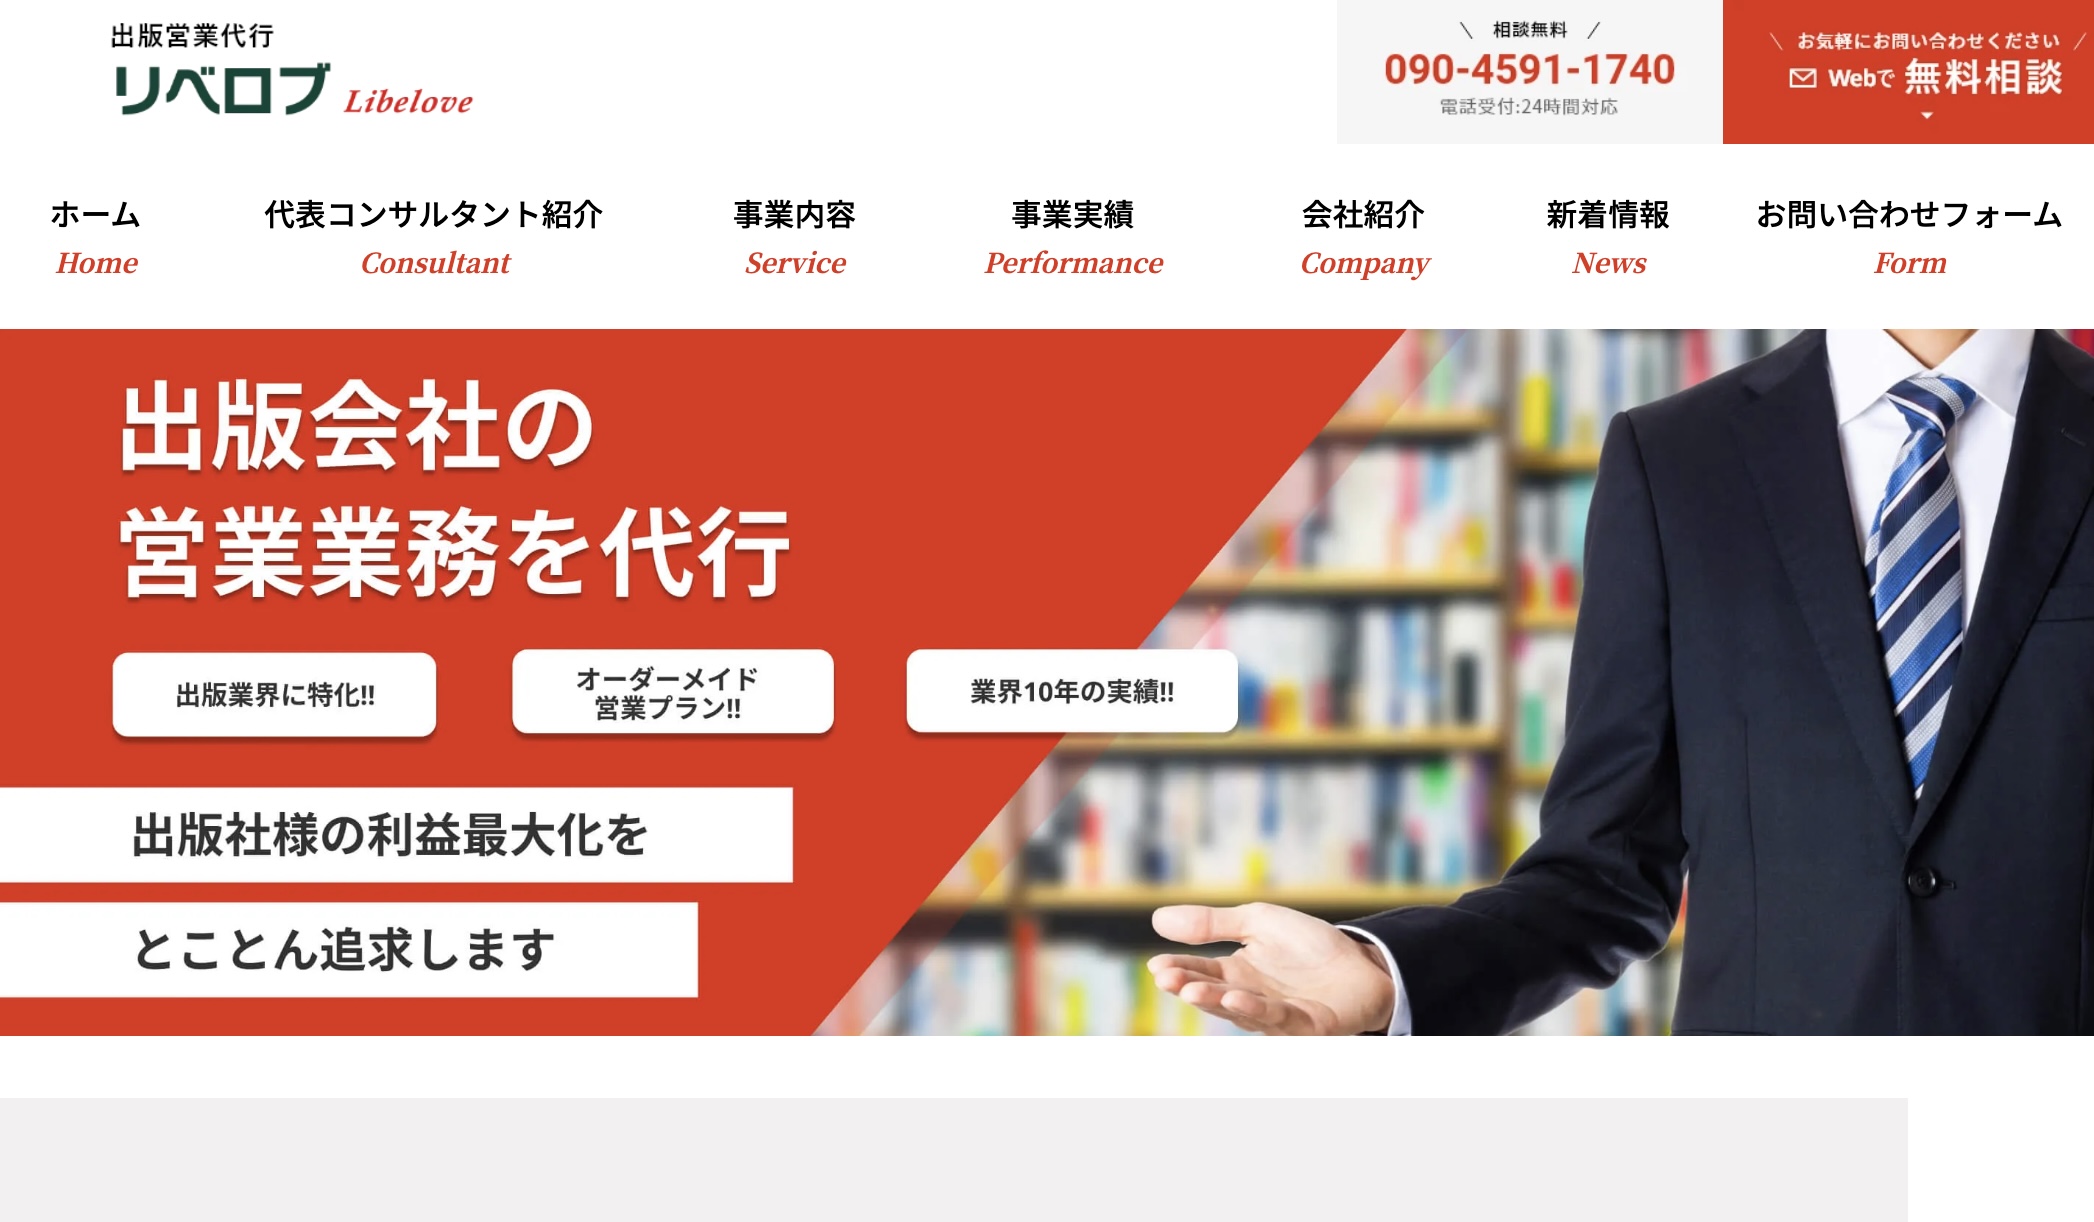 出版営業代行
リベロブ Libelove
\ 相談無料 /
090-4591-1740
電話受付:24時間対応
\ お気軽にお問い合わせください /
Webで 無料相談
ホーム
Home
代表コンサルタント紹介
Consultant
事業内容
Service
事業実績
Performance
会社紹介
Company
新着情報
News
お問い合わせフォーム
Form
出版会社の
営業業務を代行
出版業界に特化!!
オーダーメイド
営業プラン!!
業界10年の実績!!
出版社様の利益最大化を
とことん追求します